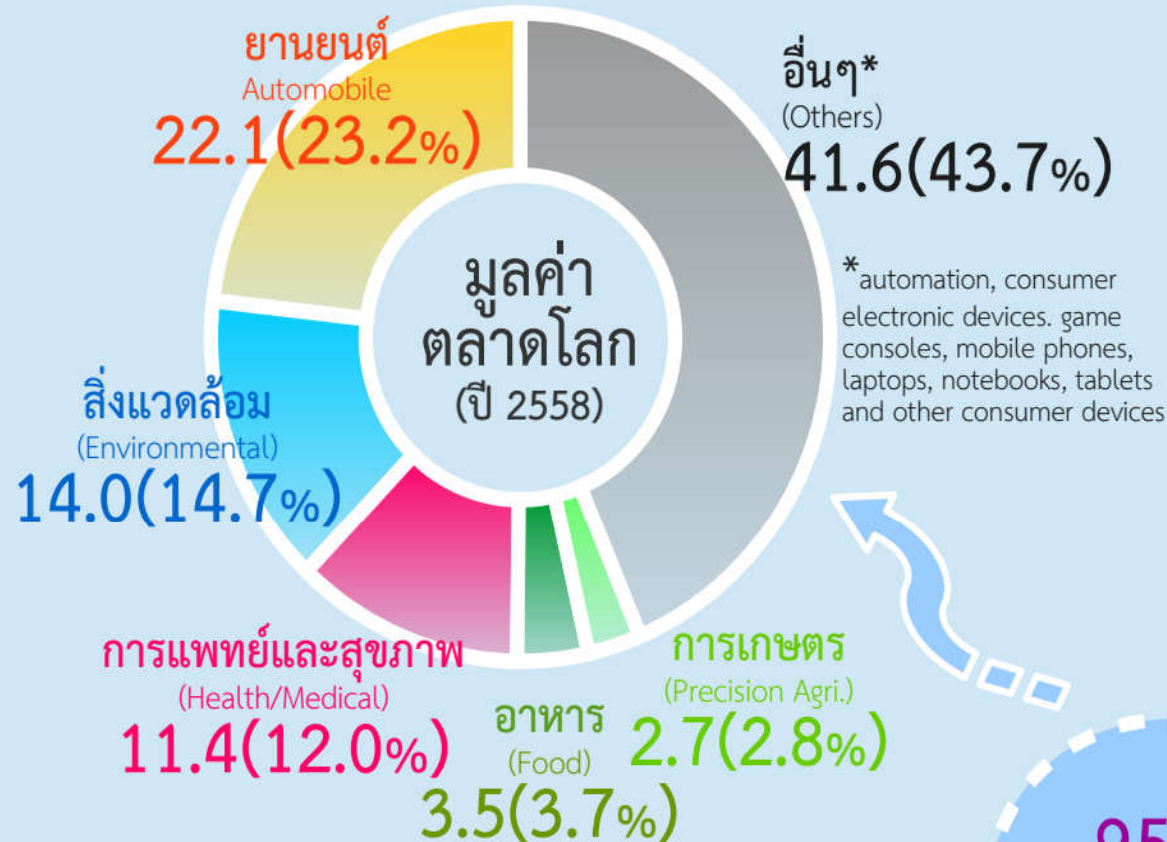 ยานยนต์
Automobile
22.1(23.2%)
อื่นๆ*
(Others)
41.6(43.7%)
*automation, consumer
electronic devices. game
consoles, mobile phones,
laptops, notebooks, tablets
and other consumer devices
มูลค่า
ตลาดโลก
(ปี 2558)
สิ่งแวดล้อม
(Environmental)
14.0(14.7%)
การแพทย์และสุขภาพ
(Health/Medical)
11.4(12.0%)
อาหาร
(Food)
3.5(3.7%)
การเกษตร
(Precision Agri.)
2.7(2.8%)